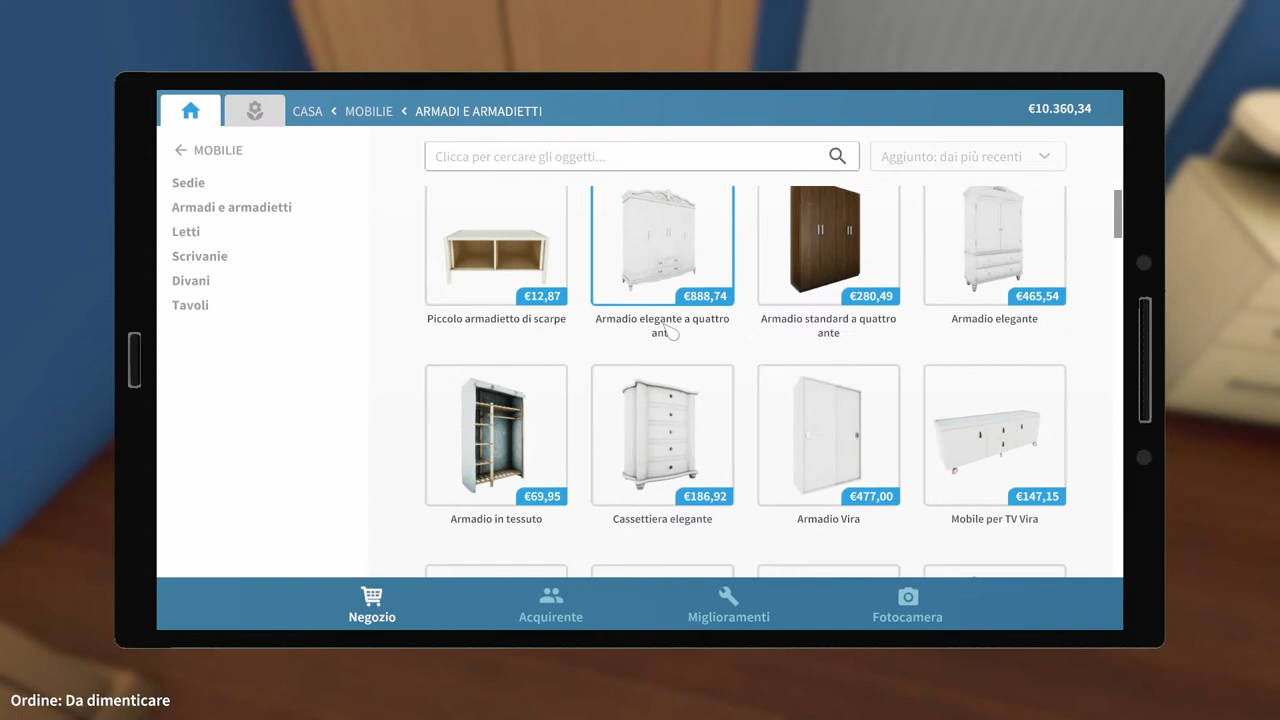 CASA < MOBILIE < ARMADI E ARMADIETTI
€10.360,34
← MOBILIE
Sedie
Armadi e armadietti
Letti
Scrivanie
Divani
Tavoli
Clicca per cercare gli oggetti...
Aggiunto: dai più recenti
€12,87
€888,74
€280,49
€465,54
Piccolo armadietto di scarpe
Armadio elegante a quattro
Armadio standard a quattro
ante
Armadio elegante
€69,95
€186,92
€477,00
€147,15
Armadio in tessuto
Cassettiera elegante
Armadio Vira
Mobile per TV Vira
Negozio
Acquirente
Miglioramenti
Fotocamera
Ordine: Da dimenticare